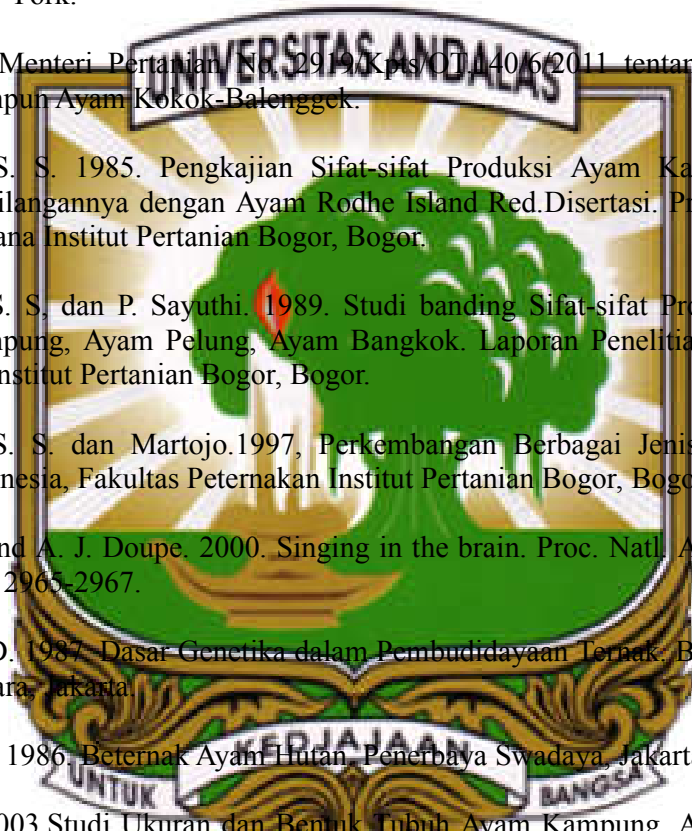 York.
UNIVERSITAS ANDALAS
Menteri Pertanian No. 2919/Kpts/OT.140/6/2011 tentan
npun Ayam Kokok-Balenggek.
S. S. 1985. Pengkajian Sifat-sifat Produksi Ayam Ka
ilangannya dengan Ayam Rodhe Island Red.Disertasi. Pr
ana Institut Pertanian Bogor, Bogor.
S. S, dan P. Sayuthi. 1989. Studi banding Sifat-sifat Pro
npung, Ayam Pelung, Ayam Bangkok. Laporan Penelitia
nstitut Pertanian Bogor, Bogor.
S. S. dan Martojo.1997, Perkembangan Berbagai Jenis
nesia, Fakultas Peternakan Institut Pertanian Bogor, Bogo
nd A. J. Doupe. 2000. Singing in the brain. Proc. Natl. A
2965-2967.
D. 1987. Dasar Genetika dalam Pembudidayaan Ternak. B
ara, Jakarta.
1986. Beternak Ayam Hutan. Penerbaya Swadaya, Jakart
KEDJAJAAN
UNTUK
BANGSA
003.Studi Ukuran dan Bentuk Tubuh Ayam Kampung, A